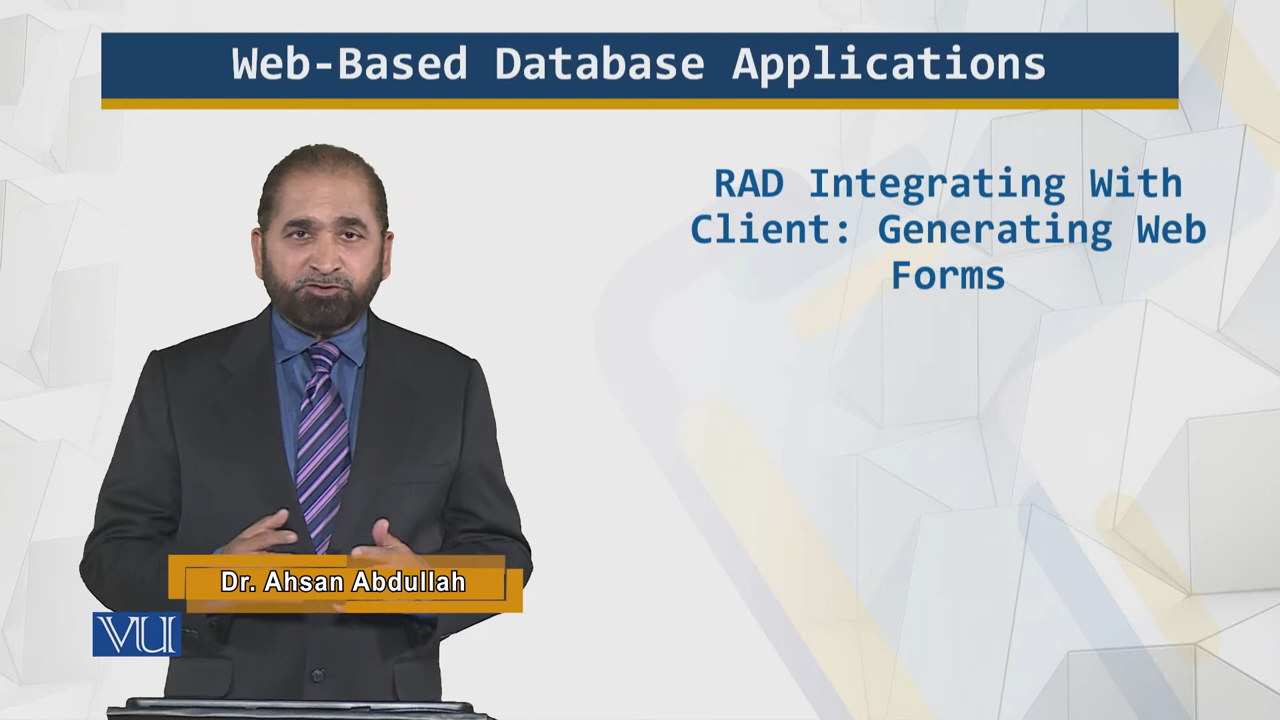 Web-Based Database Applications
RAD Integrating With
Client: Generating Web
Forms
Dr. Ahsan Abdullah
VU